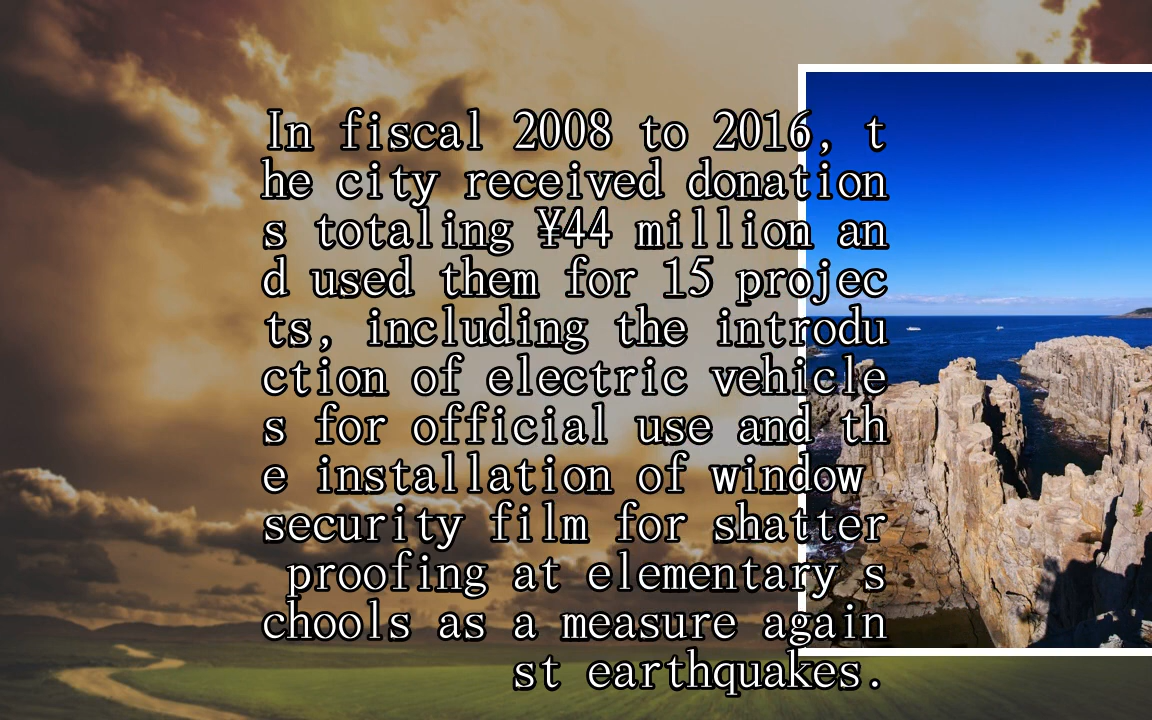 In fiscal 2008 to 2016, t
he city received donation
s totaling ¥44 million an
d used them for 15 projec
ts, including the introdu
ction of electric vehicle
s for official use and th
e installation of window
security film for shatter
proofing at elementary s
chools as a measure again
st earthquakes.